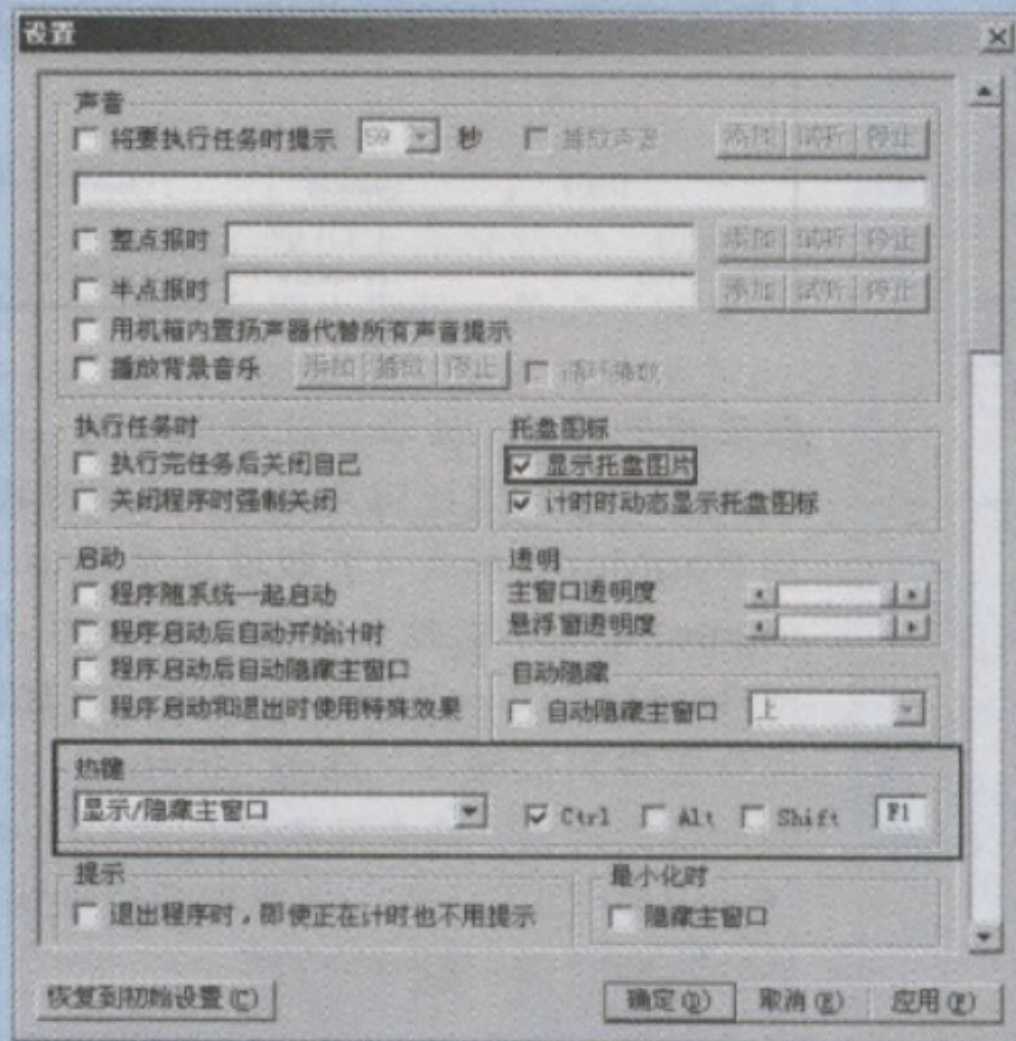 设置
声音
将要执行任务时提示 59 秒 播放声音 添加 试听 停止
整点报时 添加 试听 停止
半点报时 添加 试听 停止
用机箱内置扬声器代替所有声音提示
播放背景音乐 添加 播放 停止 循环播放
执行任务时
执行完任务后关闭自己
关闭程序时强制关闭
托盘图标
显示托盘图片
计时时动态显示托盘图标
启动
程序随系统一起启动
程序启动后自动开始计时
程序启动后自动隐藏主窗口
程序启动和退出时使用特殊效果
透明
主窗口透明度
悬浮窗透明度
自动隐藏
自动隐藏主窗口 上
热键
显示/隐藏主窗口 Ctrl Alt Shift F1
提示
退出程序时，即使正在计时也不用提示
最小化时
隐藏主窗口
恢复到初始设置(C) 确定(D) 取消(E) 应用(F)